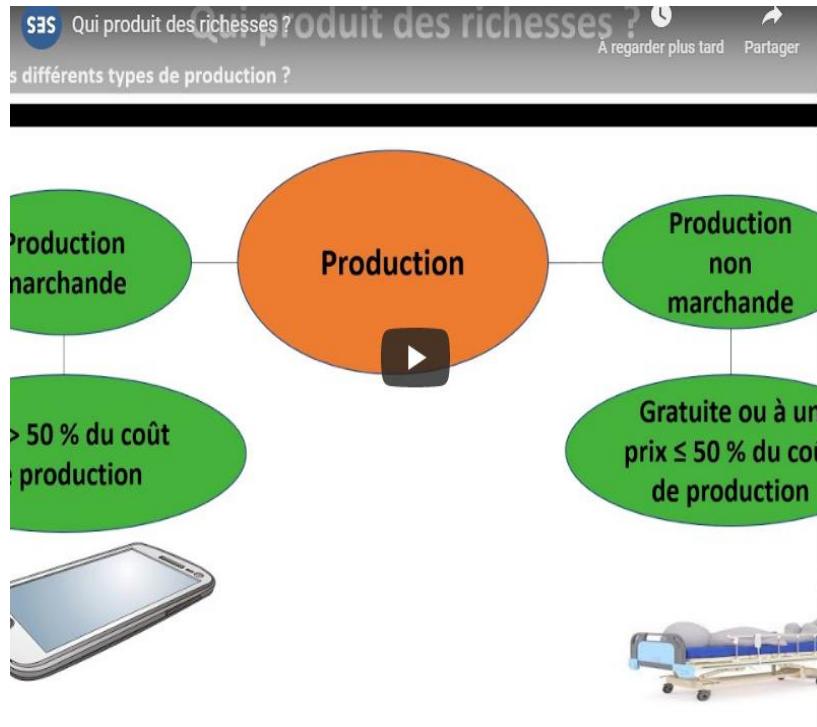 S3S Qui produit des richesses ?
Qui produit des richesses ?
À regarder plus tard
Partager
s différents types de production ?
Production
marchande
Production
Production
non
marchande
> 50 % du coût
production
Gratuite ou à un
prix ≤ 50 % du coû
de production